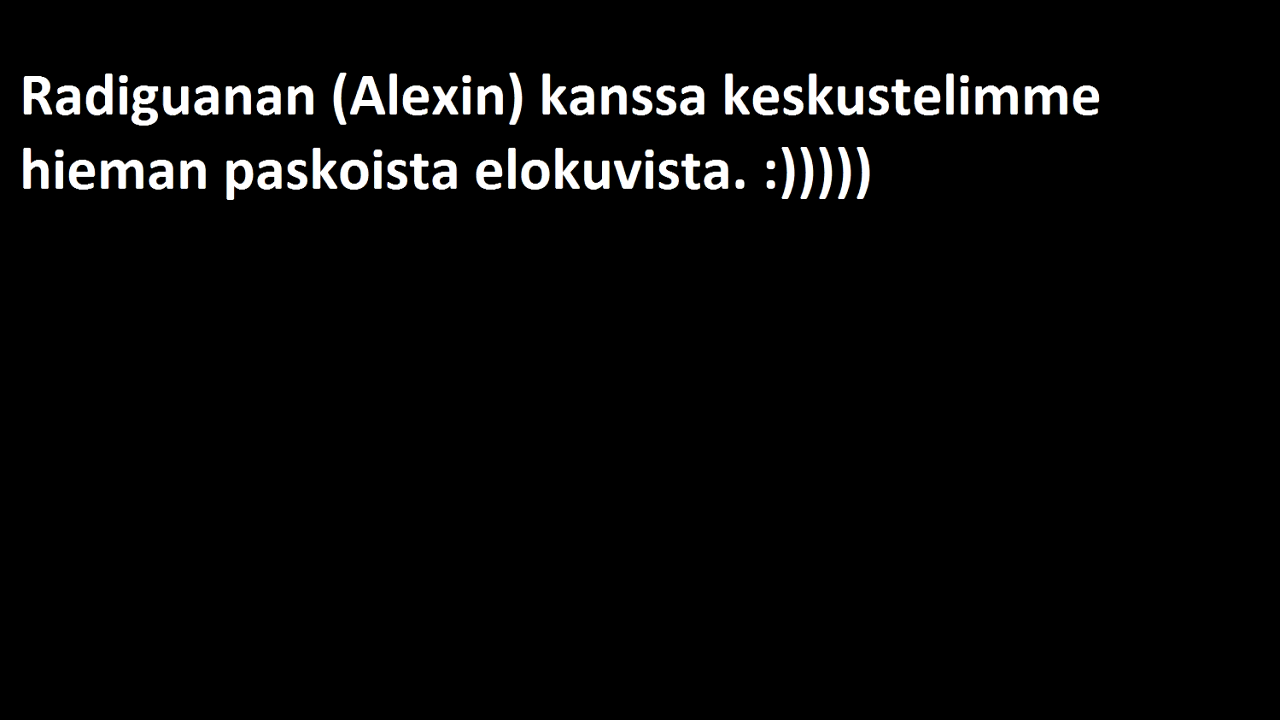 Radiguanan (Alexin) kanssa keskustelimme
hieman paskoista elokuvista. :)))))